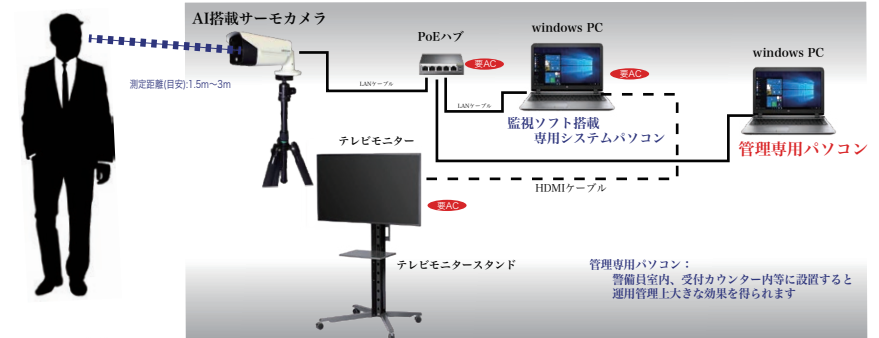 AI搭載サーモカメラ
測定距離(目安):1.5m～3m
LANケーブル
PoEハブ
要AC
LANケーブル
windows PC
要AC
監視ソフト搭載
専用システムパソコン
windows PC
管理専用パソコン
HDMIケーブル
テレビモニター
要AC
テレビモニタースタンド
管理専用パソコン：
警備員室内、受付カウンター内等に設置すると
運用管理上大きな効果を得られます